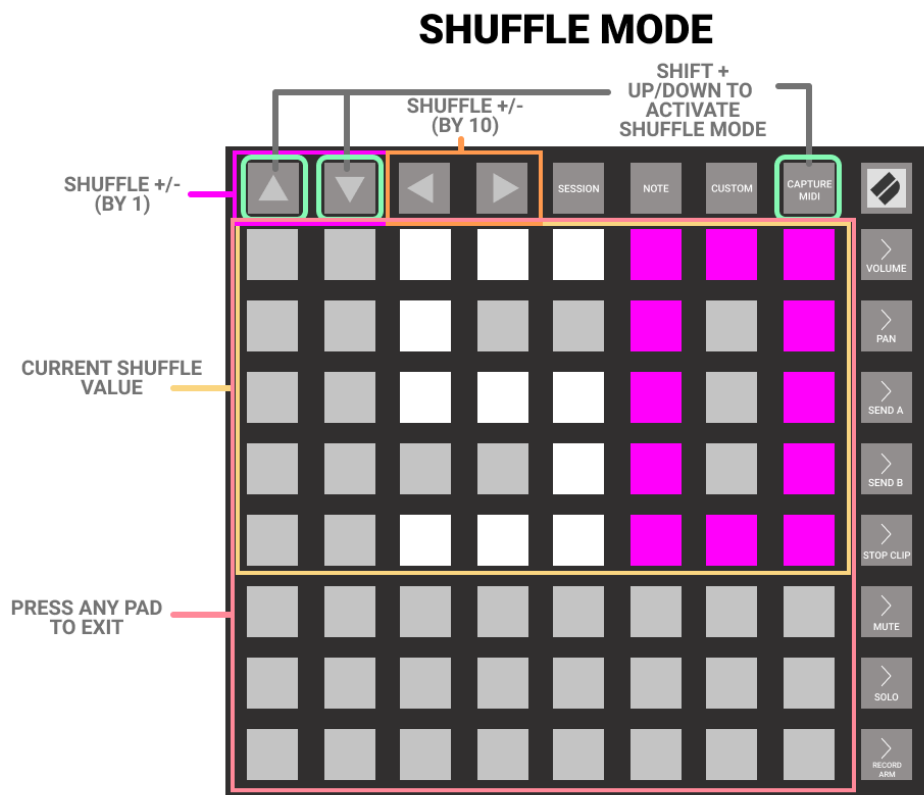 SHUFFLE MODE
SHIFT +
UP/DOWN TO
ACTIVATE
SHUFFLE MODE
SHUFFLE +/-
(BY 10)
SHUFFLE +/-
(BY 1)
SESSION
NOTE
CUSTOM
CAPTURE
MIDI
VOLUME
PAN
CURRENT SHUFFLE
VALUE
SEND A
SEND B
STOP CLIP
PRESS ANY PAD
TO EXIT
MUTE
SOLO
RECORD
ARM